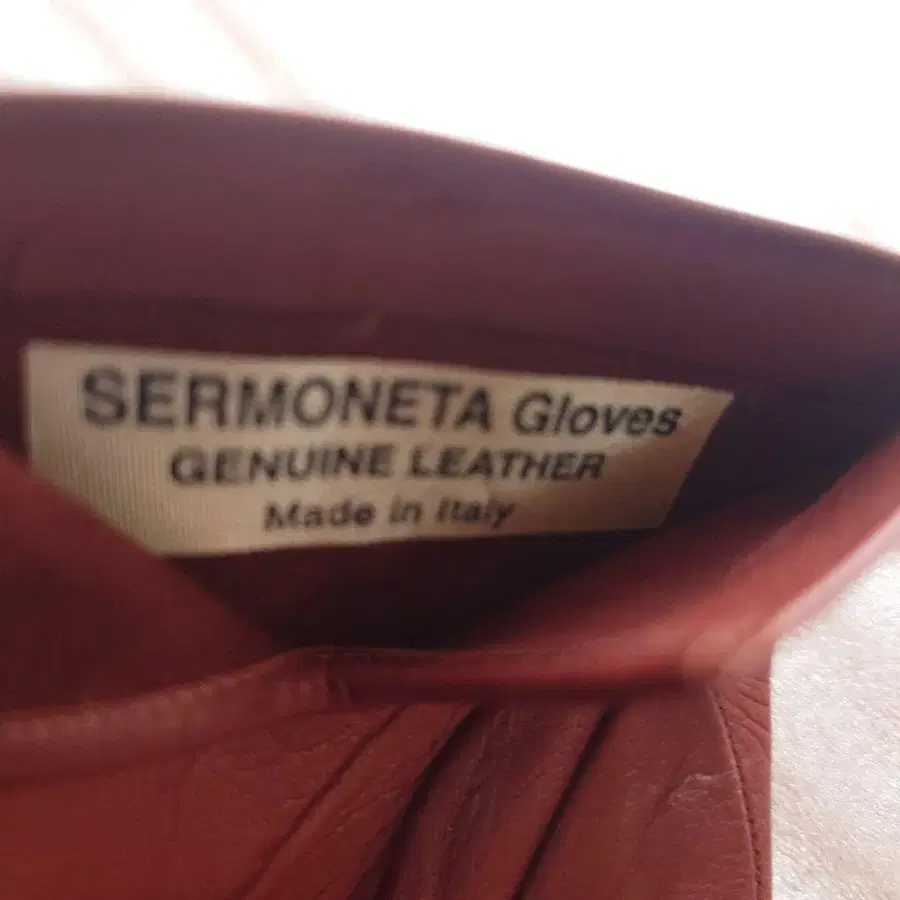 SERMONETA Gloves
GENUINE LEATHER
Made in Italy